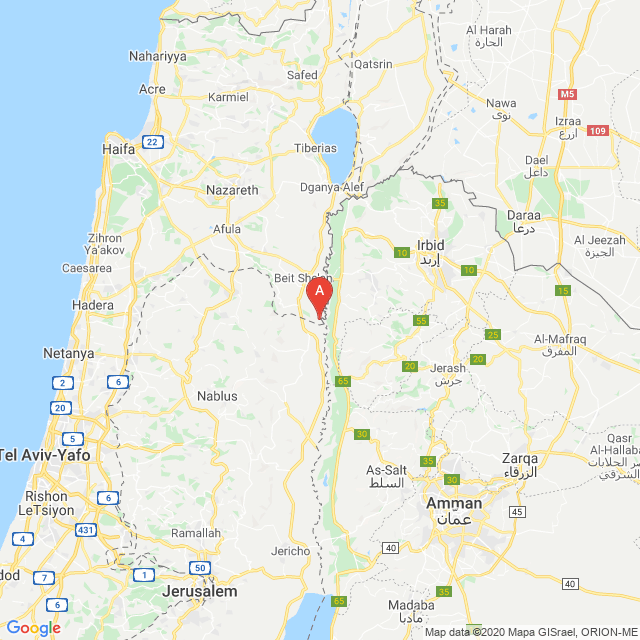 Al Harah
الحارة
Nahariyya
Qatsrin
Safed
Acre
Karmiel
M5
Nawa
نوى
Izraa
ازرع
109
22
Haifa
Tiberias
Dael
داعل
Nazareth
Dganya Alef
35
Daraa
درعا
Afula
Zihron
Ya'akov
Irbid
إربد
10
Al Jeezah
الجيزة
Caesarea
Beit She'an
10
A
15
Hadera
55
Al-Mafraq
المفرق
Netanya
20
20
Jerash
جرش
2
6
65
Nablus
20
30
5
Qasr
Al-Hallaba
قصر الحلابات
الشرقي
Tel Aviv-Yafo
35
Zarqa
الزرقاء
As-Salt
السلط
30
Rishon
LeTsiyon
6
Amman
عمان
45
431
Ramallah
4
Jericho
40
dod
7
1
50
Jerusalem
35
40
6
65
Madaba
مأدبا
Google
Map data ©2020 Mapa GISrael, ORION-ME